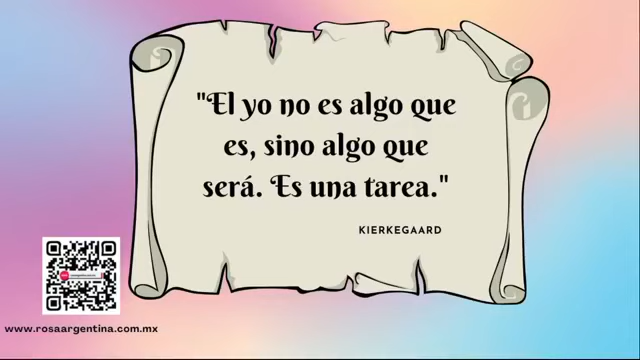 "El yo no es algo que
es, sino algo que
será. Es una tarea."
KIERKEGAARD
www.rosaargentina.com.mx